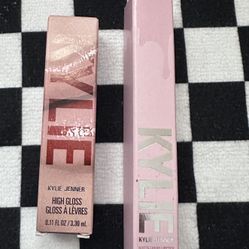 KYLIE
KYLIE JENNER
HIGH GLOSS
GLOSS À LÈVRES
0.11 FL OZ / 3.30 mL
KYLIE
KYLIE JENNER